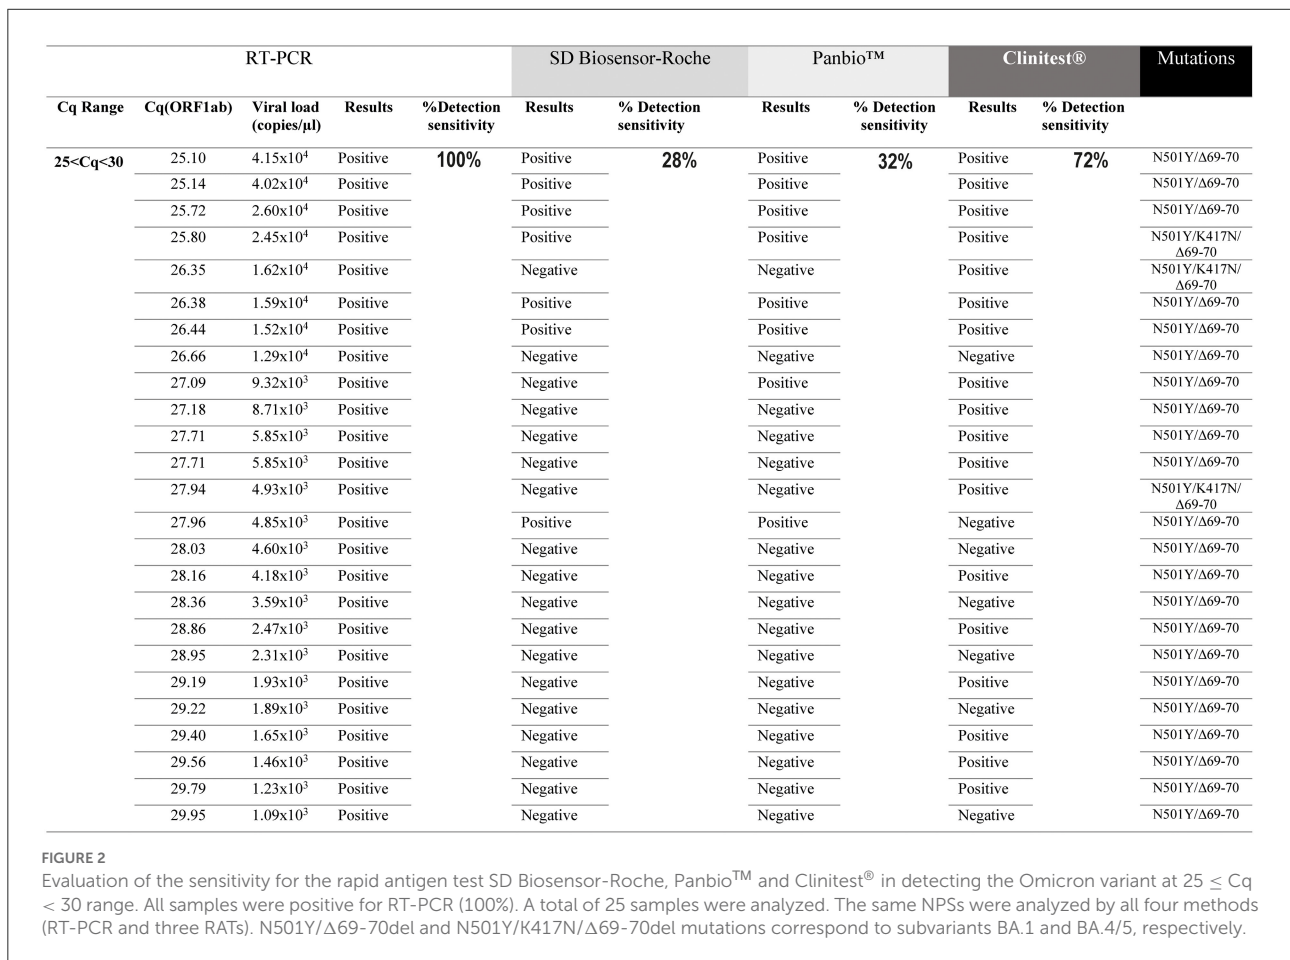 RT-PCR SD Biosensor-Roche Panbio™ Clinitest® Mutations
Cq Range Cq(ORF1ab) Viral load (copies/µl) Results %Detection sensitivity Results % Detection sensitivity Results % Detection sensitivity Results % Detection sensitivity
25<Cq<30 25.10 4.15x10⁴ Positive 100% Positive 28% Positive 32% Positive 72% N501Y/Δ69-70
25.14 4.02x10⁴ Positive Positive Positive Positive N501Y/Δ69-70
25.72 2.60x10⁴ Positive Positive Positive Positive N501Y/Δ69-70
25.80 2.45x10⁴ Positive Positive Positive Positive N501Y/K417N/Δ69-70
26.35 1.62x10⁴ Positive Negative Negative Positive N501Y/K417N/Δ69-70
26.38 1.59x10⁴ Positive Positive Positive Positive N501Y/Δ69-70
26.44 1.52x10⁴ Positive Positive Positive Positive N501Y/Δ69-70
26.66 1.29x10⁴ Positive Negative Negative Negative N501Y/Δ69-70
27.09 9.32x10³ Positive Negative Positive Positive N501Y/Δ69-70
27.18 8.71x10³ Positive Negative Negative Positive N501Y/Δ69-70
27.71 5.85x10³ Positive Negative Negative Positive N501Y/Δ69-70
27.71 5.85x10³ Positive Negative Negative Positive N501Y/Δ69-70
27.94 4.93x10³ Positive Negative Negative Positive N501Y/K417N/Δ69-70
27.96 4.85x10³ Positive Positive Positive Negative N501Y/Δ69-70
28.03 4.60x10³ Positive Negative Negative Negative N501Y/Δ69-70
28.16 4.18x10³ Positive Negative Negative Positive N501Y/Δ69-70
28.36 3.59x10³ Positive Negative Negative Negative N501Y/Δ69-70
28.86 2.47x10³ Positive Negative Negative Positive N501Y/Δ69-70
28.95 2.31x10³ Positive Negative Negative Negative N501Y/Δ69-70
29.19 1.93x10³ Positive Negative Negative Positive N501Y/Δ69-70
29.22 1.89x10³ Positive Negative Negative Negative N501Y/Δ69-70
29.40 1.65x10³ Positive Negative Negative Positive N501Y/Δ69-70
29.56 1.46x10³ Positive Negative Negative Positive N501Y/Δ69-70
29.79 1.23x10³ Positive Negative Negative Positive N501Y/Δ69-70
29.95 1.09x10³ Positive Negative Negative Negative N501Y/Δ69-70
FIGURE 2
Evaluation of the sensitivity for the rapid antigen test SD Biosensor-Roche, Panbio™ and Clinitest® in detecting the Omicron variant at 25 ≤ Cq
< 30 range. All samples were positive for RT-PCR (100%). A total of 25 samples were analyzed. The same NPSs were analyzed by all four methods
(RT-PCR and three RATs). N501Y/Δ69-70del and N501Y/K417N/Δ69-70del mutations correspond to subvariants BA.1 and BA.4/5, respectively.